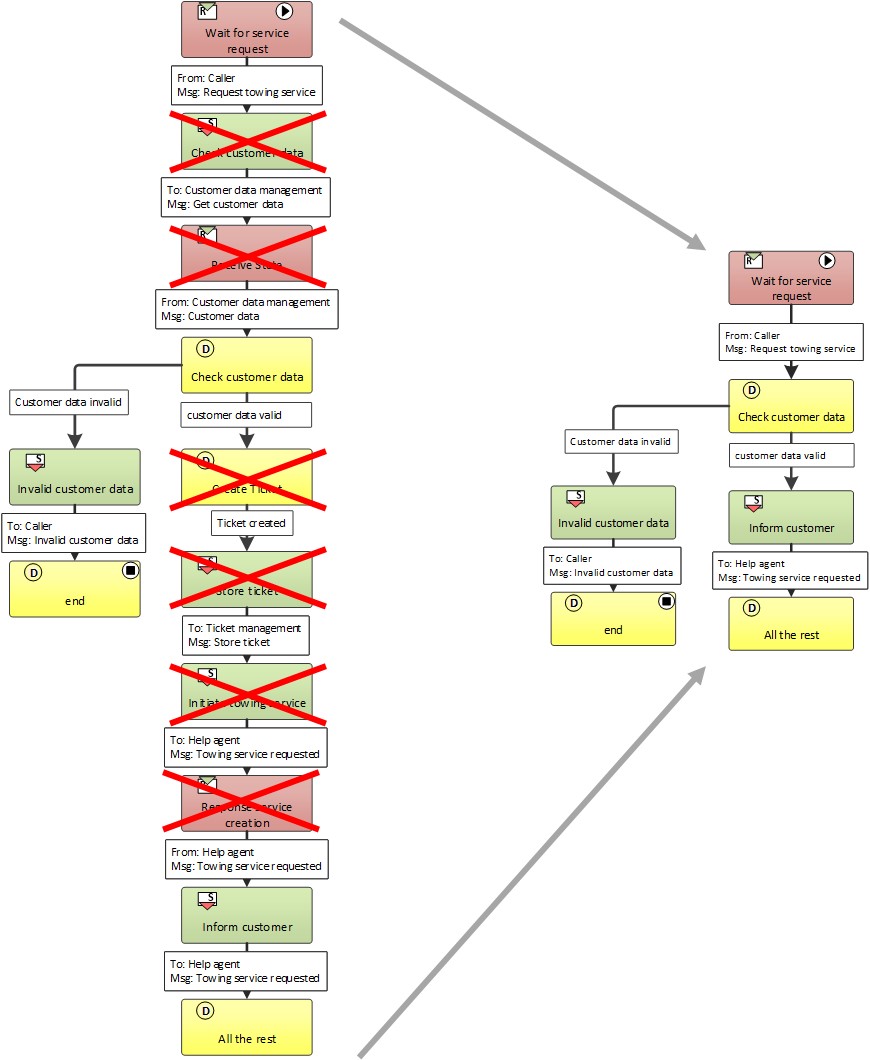 R
Wait for service
request
From: Caller
Msg: Request towing service
S
Check customer data
To: Customer data management
Msg: Get customer data
R
Receive State
From: Customer data management
Msg: Customer data
D
Check customer data
Customer data invalid
customer data valid
S
Invalid customer data
To: Caller
Msg: Invalid customer data
D
end
D
Create Ticket
Ticket created
S
Store ticket
To: Ticket management
Msg: Store ticket
S
Initiate towing service
To: Help agent
Msg: Towing service requested
R
Response service
creation
From: Help agent
Msg: Towing service requested
S
Inform customer
To: Help agent
Msg: Towing service requested
D
All the rest
R
Wait for service
request
From: Caller
Msg: Request towing service
D
Check customer data
Customer data invalid
customer data valid
S
Invalid customer data
To: Caller
Msg: Invalid customer data
D
end
S
Inform customer
To: Help agent
Msg: Towing service requested
D
All the rest